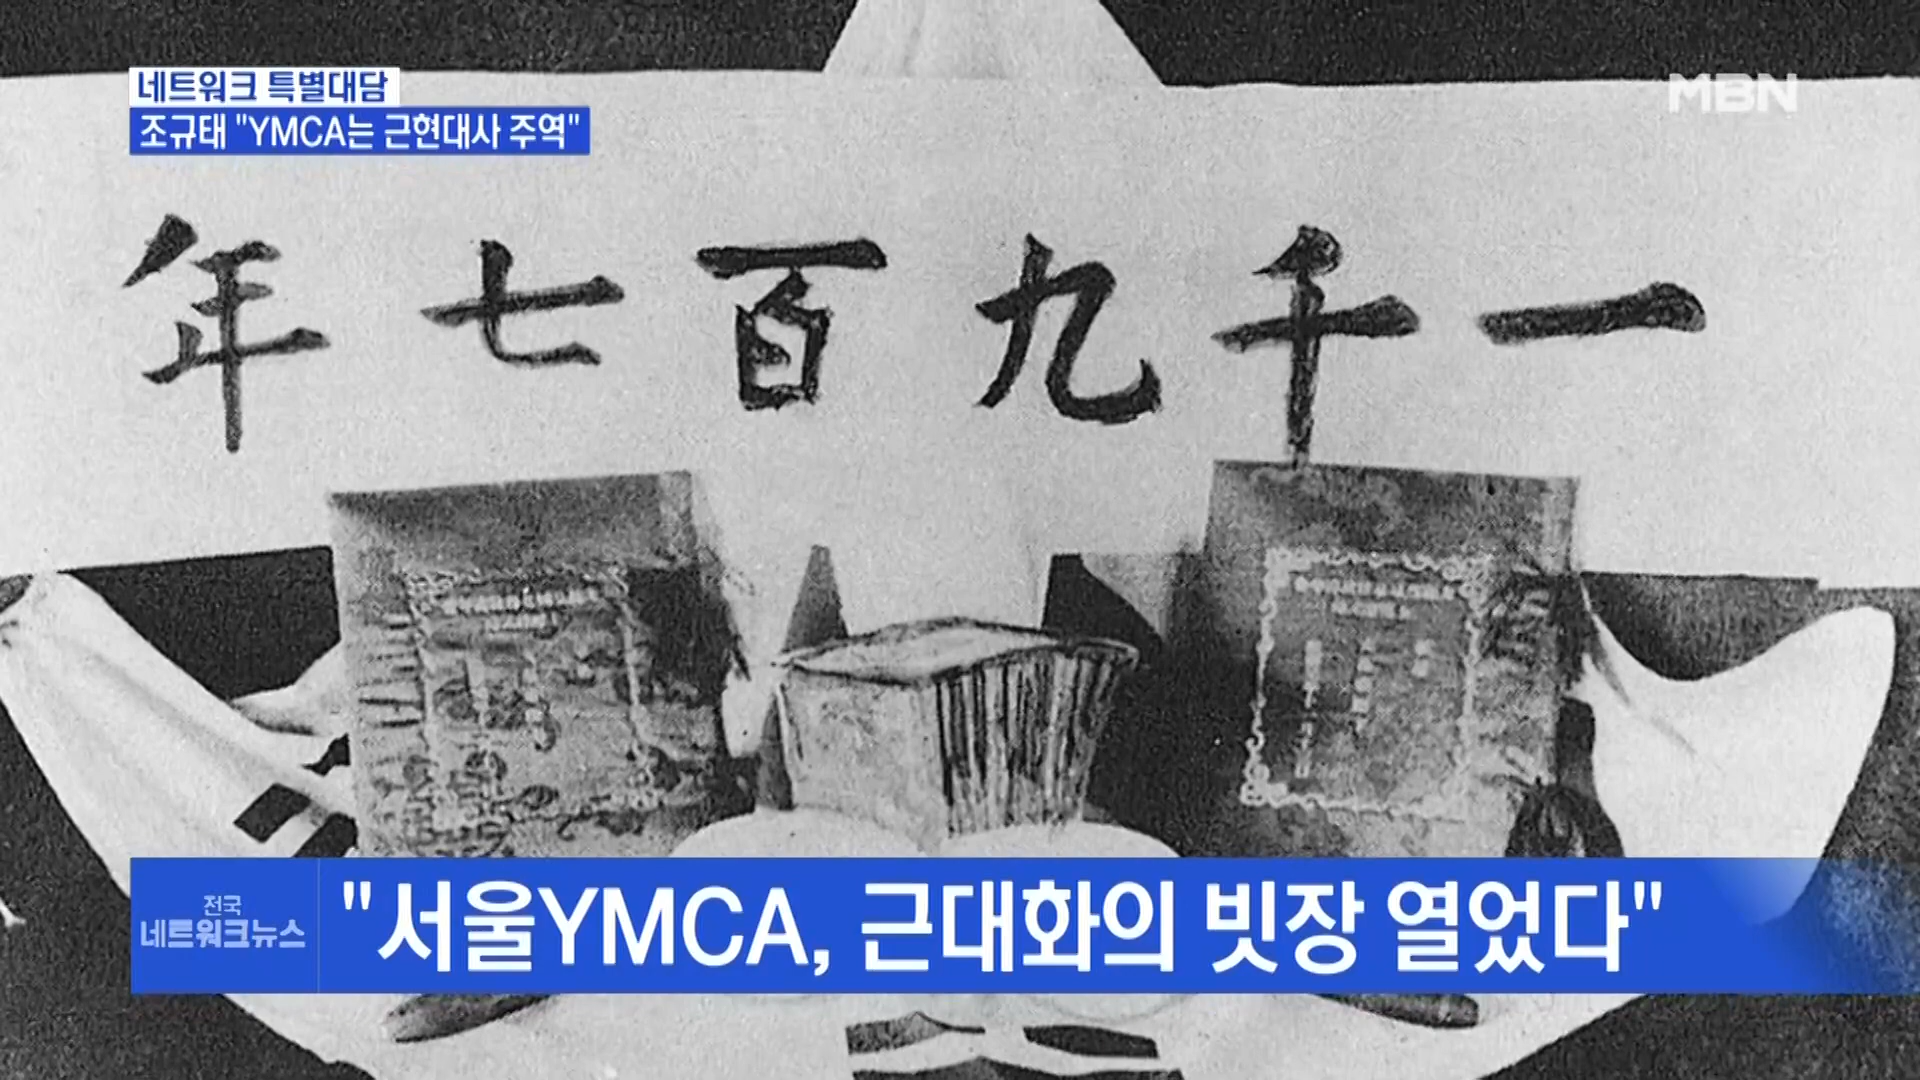 네트워크 특별대담
조규태 "YMCA는 근현대사 주역"
MBN
一千九百七年
전국
네트워크뉴스
"서울YMCA, 근대화의 빗장 열었다"